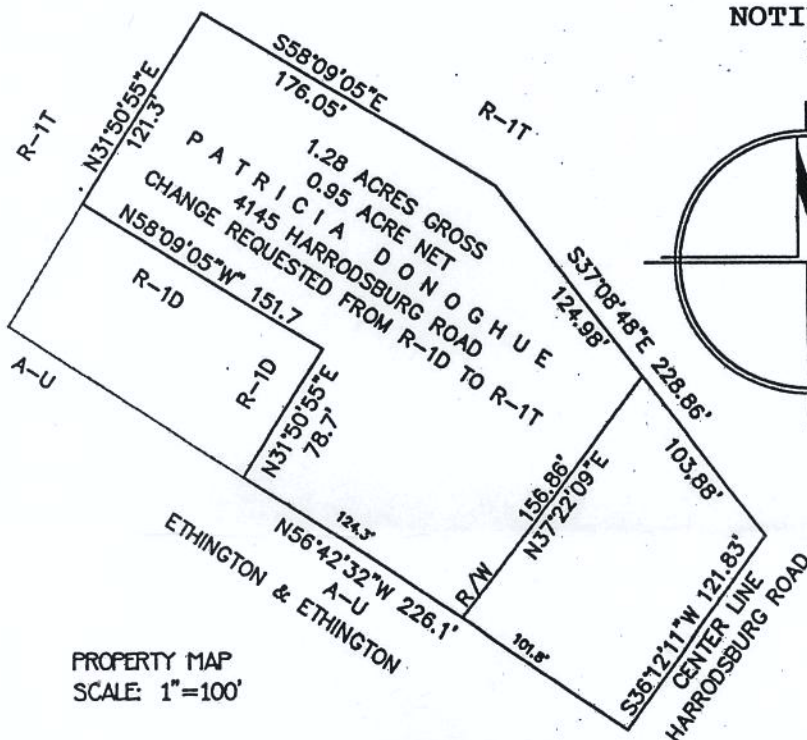 NOTI
S58°09'05"E
176.05'
N31°50'55"E
121.3'
R-1T
R-1T
1.28 ACRES GROSS
0.95 ACRE NET
PATRICIA DONOGHUE
4145 HARRODSBURG ROAD
CHANGE REQUESTED FROM R-1D TO R-1T
N58°09'05"W" 151.7
R-1D
R-1D
N31°50'55"E
78.7'
A-U
S37°08'48"E 228.86'
124.98'
103.88'
156.86'
N37°22'09"E
R/W
124.3'
N56°42'32"W 226.1'
A-U
ETHINGTON & ETHINGTON
101.8'
S36°12'11"W 121.83'
CENTER LINE
HARRODSBURG ROAD
PROPERTY MAP
SCALE: 1"=100'